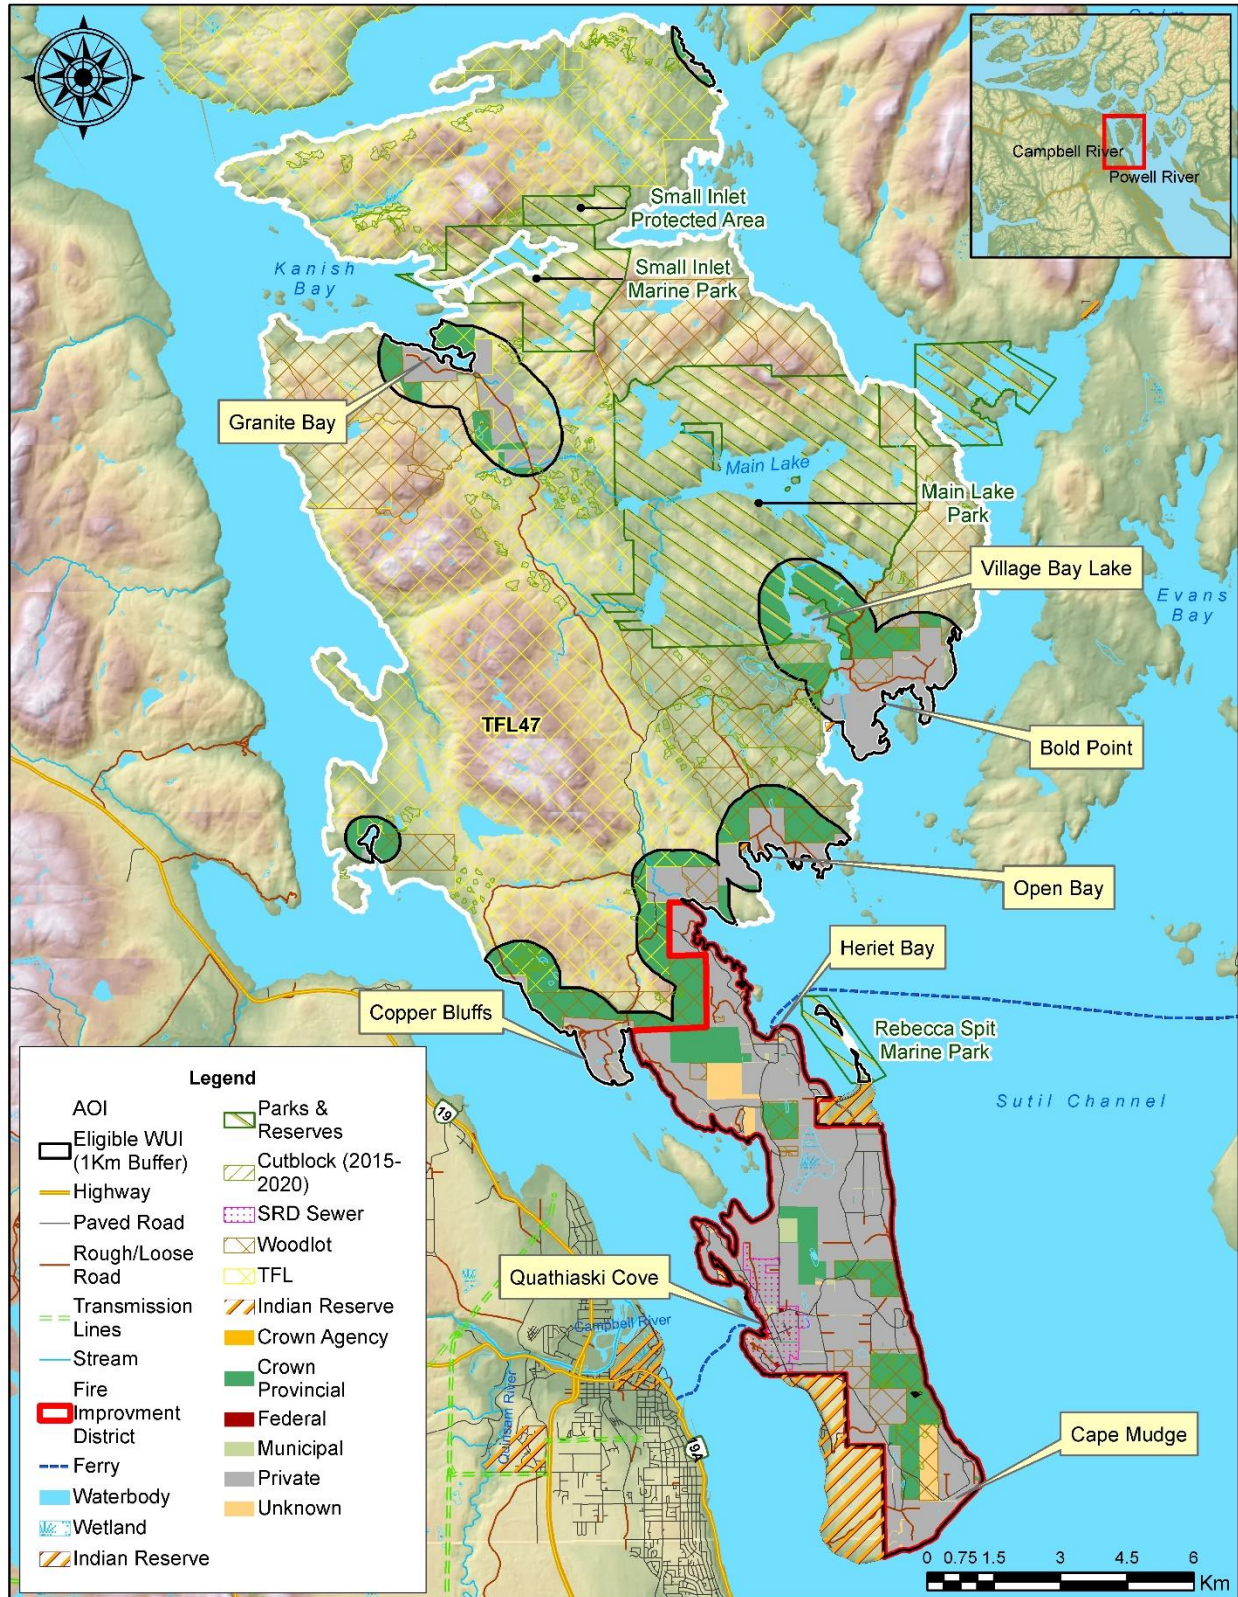 Campbell River
Powell River
Small Inlet
Protected Area
Kanish
Bay
Small Inlet
Marine Park
Granite Bay
Main Lake
Main Lake
Park
Village Bay Lake
Evans
Bay
TFL47
Bold Point
Open Bay
Heriet Bay
Copper Bluffs
Rebecca Spit
Marine Park
Sutil Channel
19
Quathiaski Cove
Campbell River
Quinsam River
19A
Cape Mudge
Legend
AOI
Eligible WUI
(1Km Buffer)
Highway
Paved Road
Rough/Loose
Road
Transmission
Lines
Stream
Fire
Improvment
District
Ferry
Waterbody
Wetland
Indian Reserve
Parks &
Reserves
Cutblock (2015-
2020)
SRD Sewer
Woodlot
TFL
Indian Reserve
Crown Agency
Crown
Provincial
Federal
Municipal
Private
Unknown
0 0.75 1.5 3 4.5 6
Km